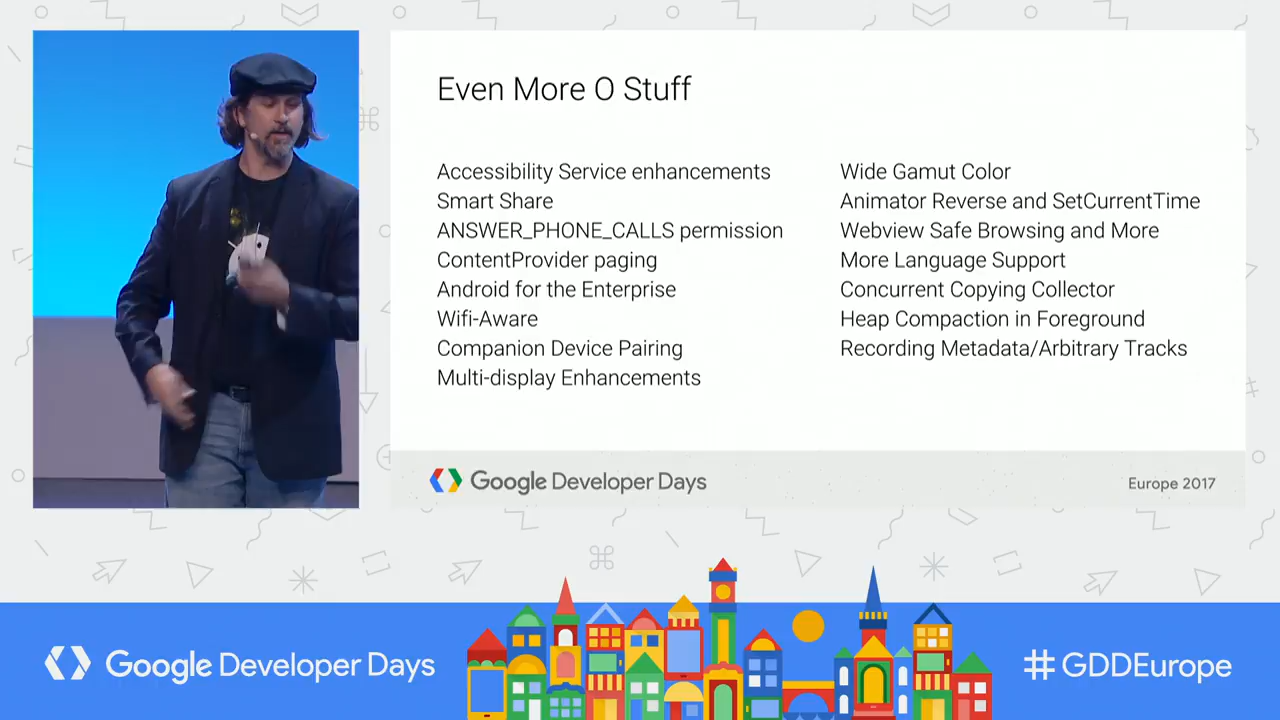 Even More O Stuff
Accessibility Service enhancements
Smart Share
ANSWER_PHONE_CALLS permission
ContentProvider paging
Android for the Enterprise
Wifi-Aware
Companion Device Pairing
Multi-display Enhancements
Wide Gamut Color
Animator Reverse and SetCurrentTime
Webview Safe Browsing and More
More Language Support
Concurrent Copying Collector
Heap Compaction in Foreground
Recording Metadata/Arbitrary Tracks
Google Developer Days
Europe 2017
Google Developer Days
#GDDEurope